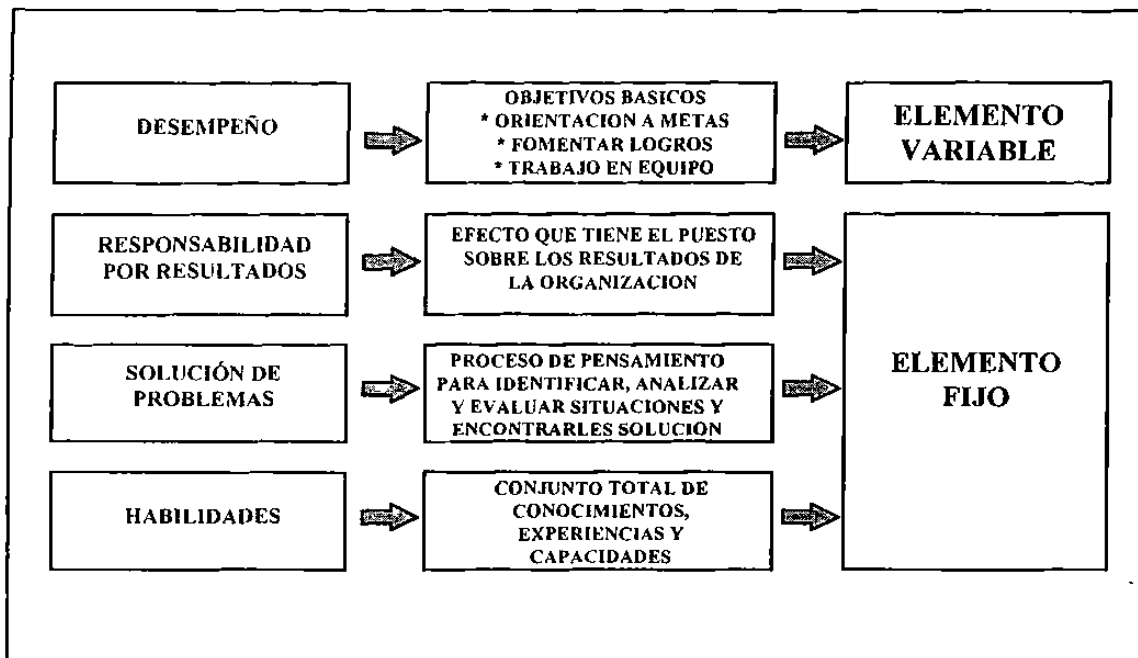 DESEMPEÑO
OBJETIVOS BASICOS
* ORIENTACION A METAS
* FOMENTAR LOGROS
* TRABAJO EN EQUIPO
ELEMENTO
VARIABLE
RESPONSABILIDAD
POR RESULTADOS
EFECTO QUE TIENE EL PUESTO
SOBRE LOS RESULTADOS DE
LA ORGANIZACION
SOLUCIÓN DE
PROBLEMAS
PROCESO DE PENSAMIENTO
PARA IDENTIFICAR, ANALIZAR
Y EVALUAR SITUACIONES Y
ENCONTRARLES SOLUCION
HABILIDADES
CONJUNTO TOTAL DE
CONOCIMIENTOS,
EXPERIENCIAS Y
CAPACIDADES
ELEMENTO
FIJO